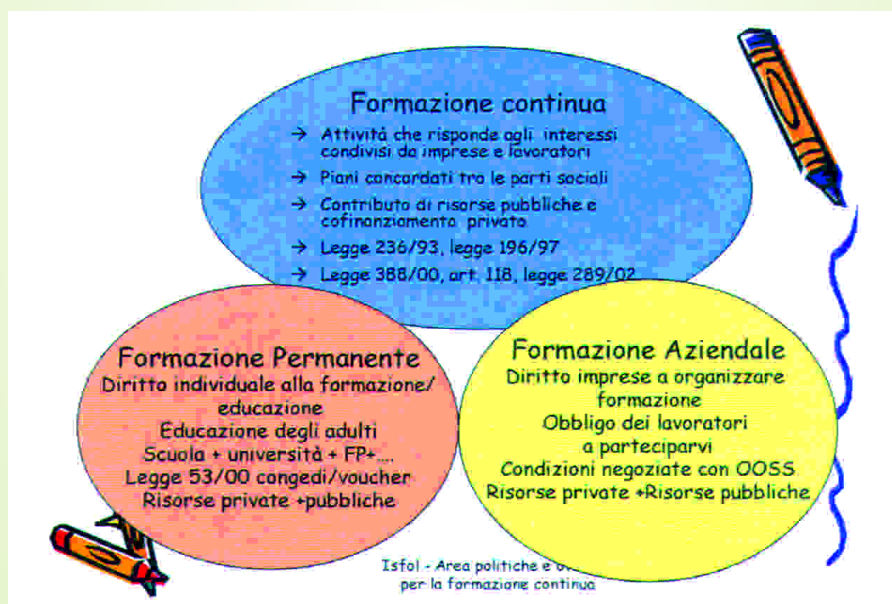 Formazione continua
→ Attività che risponde agli interessi
condivisi da imprese e lavoratori
→ Piani concordati tra le parti sociali
→ Contributo di risorse pubbliche e
cofinanziamento privato
→ Legge 236/93, legge 196/97
→ Legge 388/00, art. 118, legge 289/02
Formazione Permanente
Diritto individuale alla formazione/
educazione
Educazione degli adulti
Scuola + università + FP+....
Legge 53/00 congedi/voucher
Risorse private +pubbliche
Formazione Aziendale
Diritto imprese a organizzare
formazione
Obbligo dei lavoratori
a parteciparvi
Condizioni negoziate con OOSS
Risorse private +Risorse pubbliche
Isfol - Area politiche e
per la formazione continua